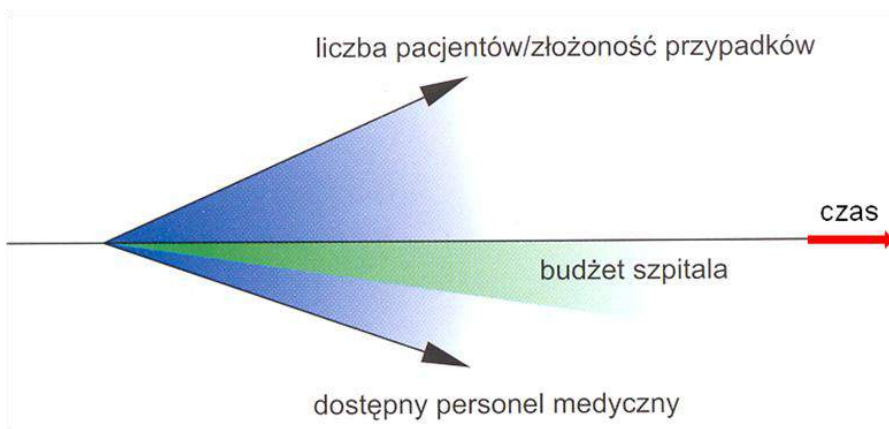 liczba pacjentów/złożoność przypadków
czas
budżet szpitala
dostępny personel medyczny